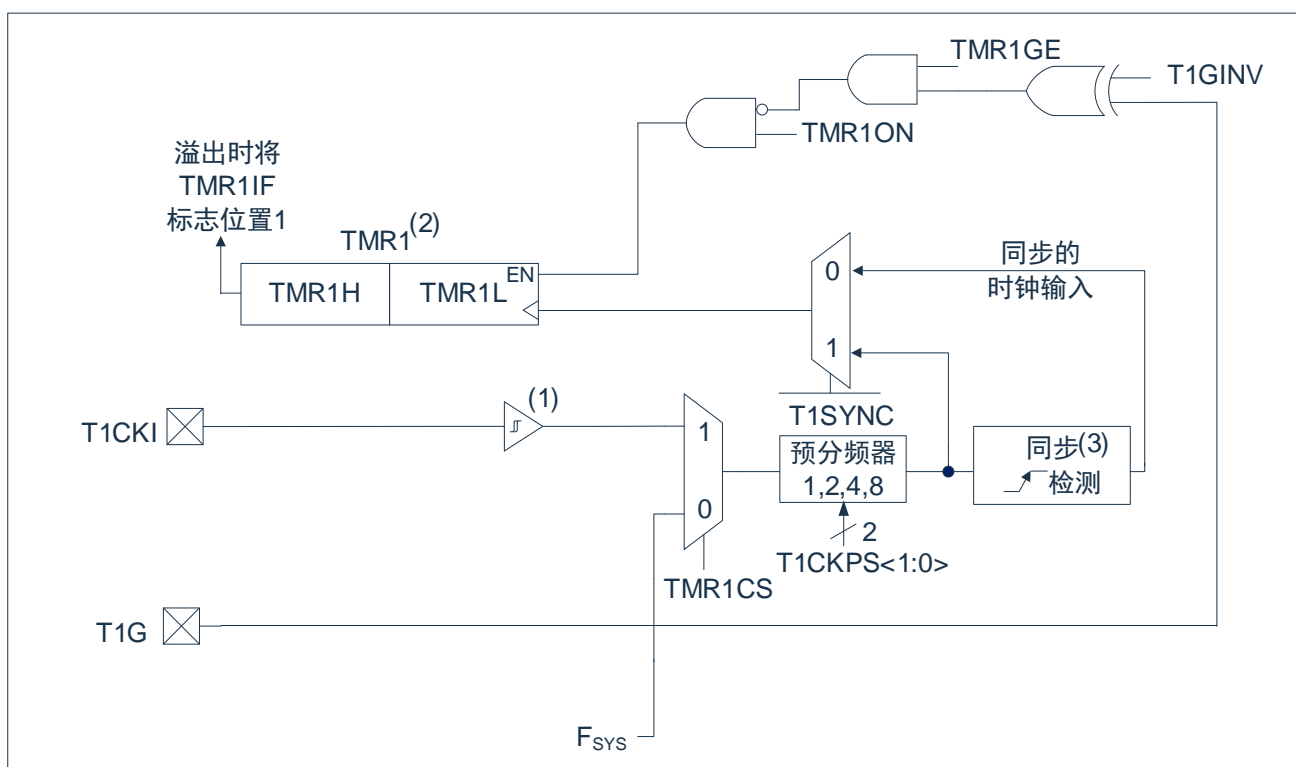 TMR1GE
T1GINV
TMR1ON
溢出时将
TMR1IF
标志位置1
TMR1(2)
TMR1H
TMR1L
EN
0
1
同步的
时钟输入
T1SYNC
T1CKI
(1)
1
0
预分频器
1,2,4,8
同步(3)
检测
2
T1CKPS<1:0>
TMR1CS
T1G
FSYS